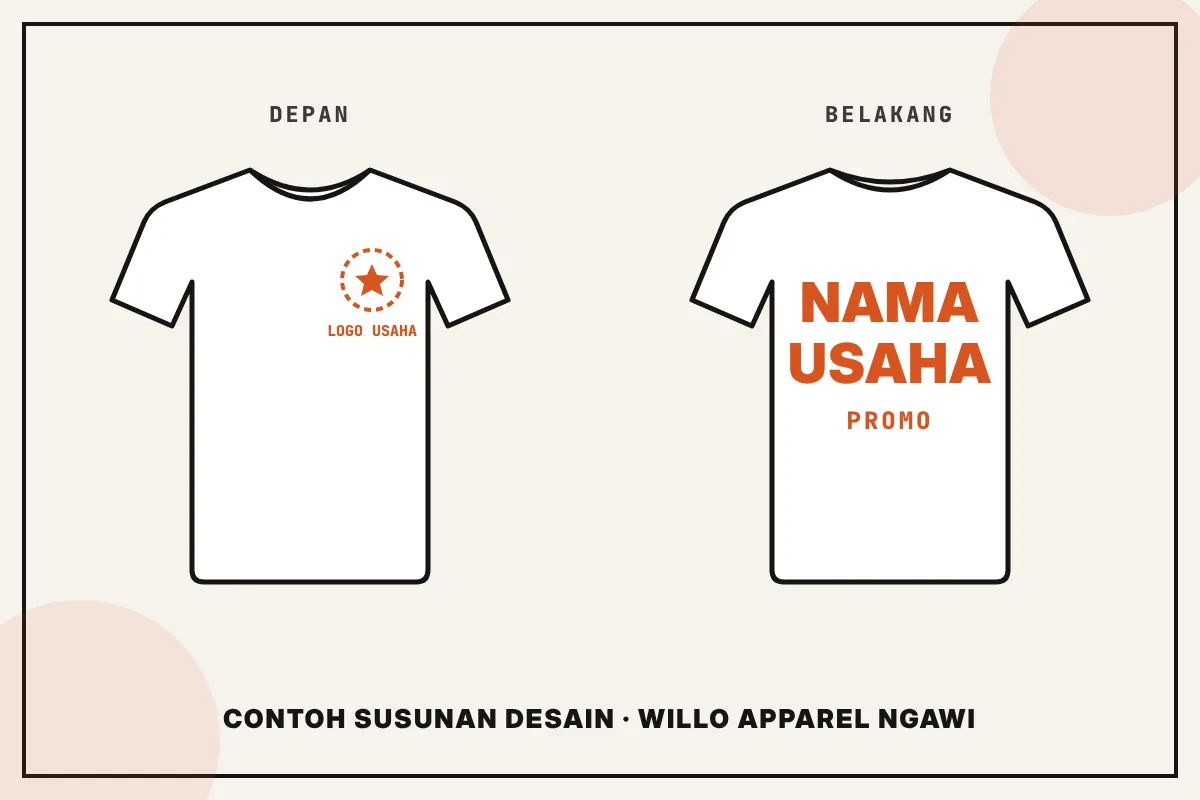 DEPAN
LOGO USAHA
BELAKANG
NAMA
USAHA
PROMO
CONTOH SUSUNAN DESAIN · WILLO APPAREL NGAWI